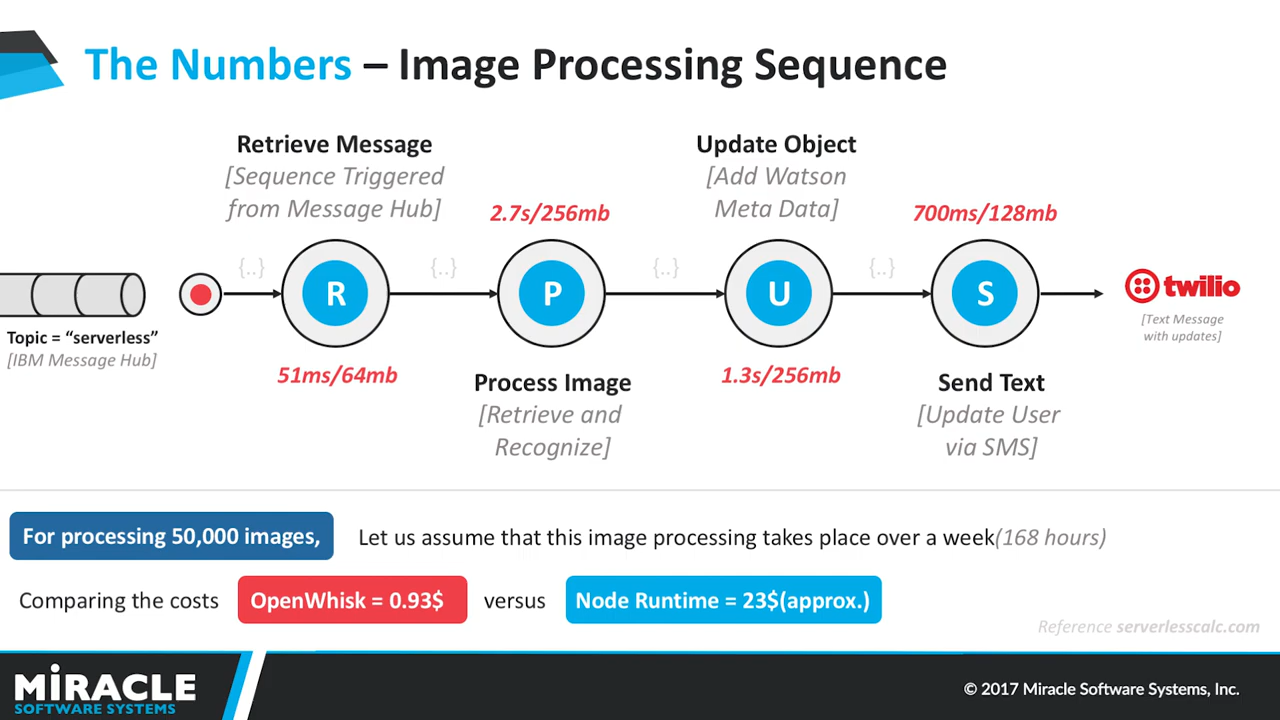 The Numbers – Image Processing Sequence
Retrieve Message
[Sequence Triggered
from Message Hub]
2.7s/256mb
Update Object
[Add Watson
Meta Data]
700ms/128mb
{..}
{..}
{..}
{..}
R
P
U
S
twilio
[Text Message
with updates]
Topic = “serverless”
[IBM Message Hub]
51ms/64mb
Process Image
[Retrieve and
Recognize]
1.3s/256mb
Send Text
[Update User
via SMS]
For processing 50,000 images,
Let us assume that this image processing takes place over a week(168 hours)
Comparing the costs
OpenWhisk = 0.93$
versus
Node Runtime = 23$(approx.)
Reference serverlesscalc.com
MiRACLE
SOFTWARE SYSTEMS
© 2017 Miracle Software Systems, Inc.